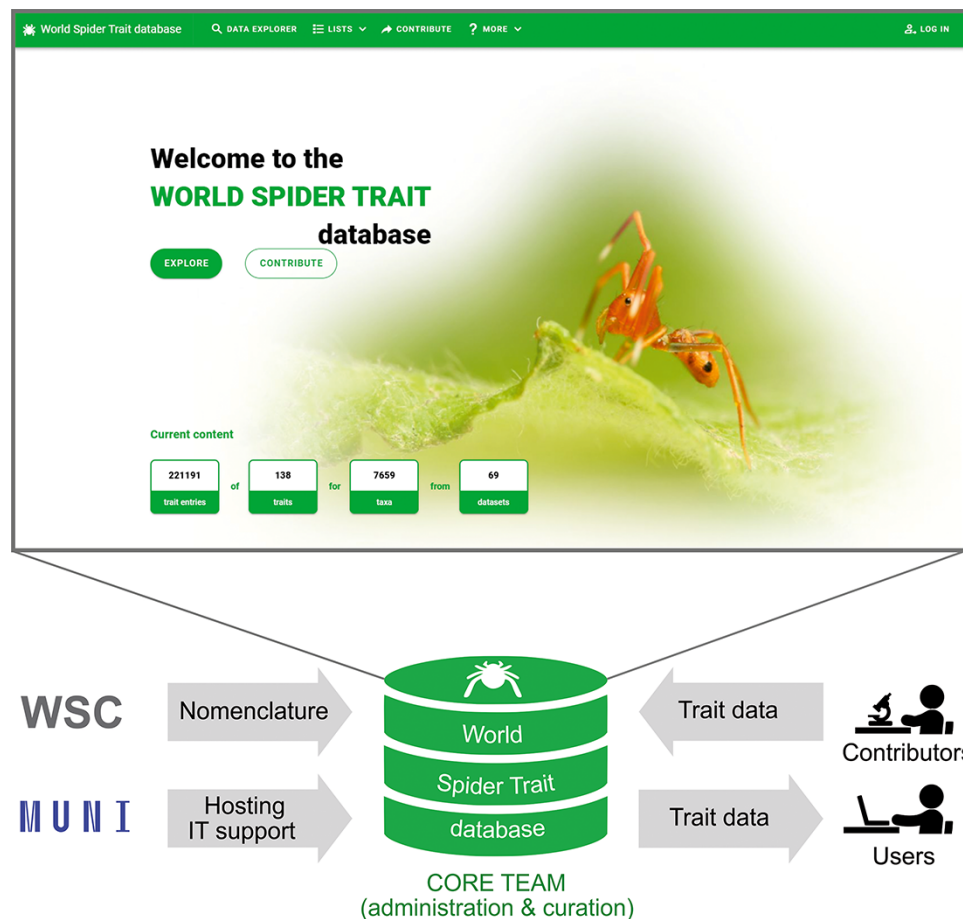 World Spider Trait database
DATA EXPLORER
LISTS
CONTRIBUTE
? MORE
LOG IN
Welcome to the
WORLD SPIDER TRAIT
database
EXPLORE
CONTRIBUTE
Current content
221191 of 138 for 7659 from 69
trait entries traits taxa datasets
WSC
Nomenclature
World
Spider Trait
database
Trait data
Contributors
MUNI
Hosting
IT support
Trait data
Users
CORE TEAM
(administration & curation)